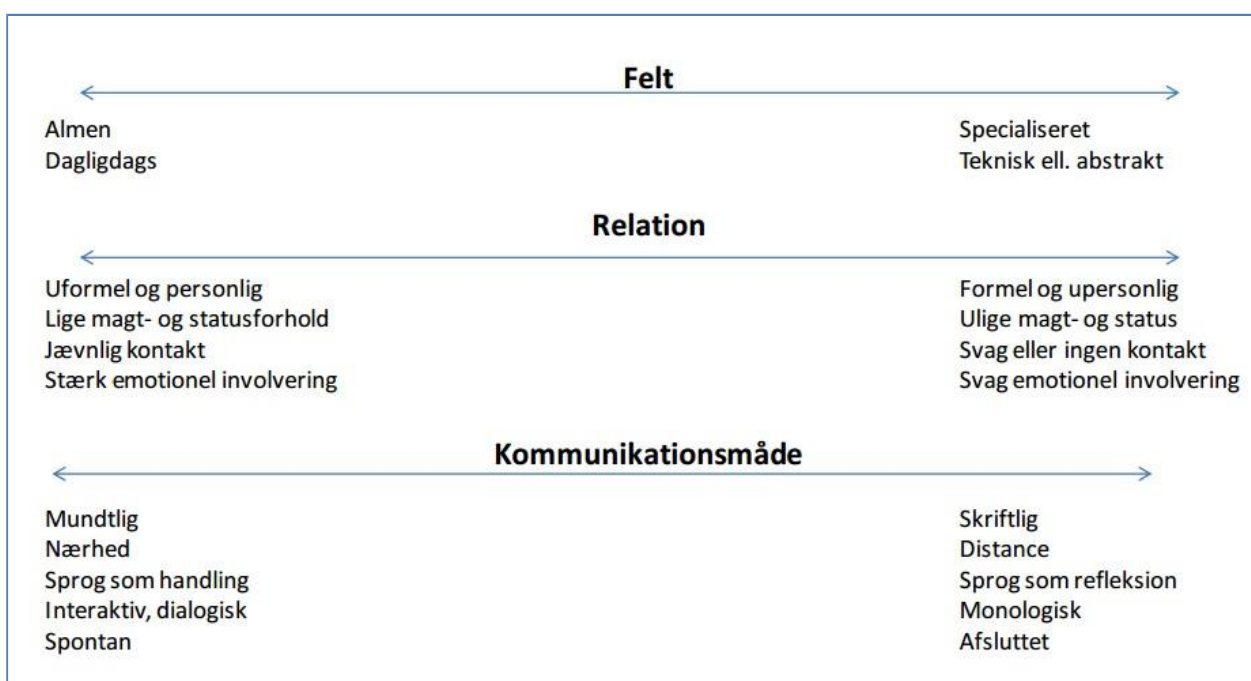 Felt
Almen Specialiseret
Dagligdags Teknisk ell. abstrakt
Relation
Uformel og personlig Formel og upersonlig
Lige magt- og statusforhold Ulige magt- og status
Jævnlig kontakt Svag eller ingen kontakt
Stærk emotionel involvering Svag emotionel involvering
Kommunikationsmåde
Mundtlig Skriftlig
Nærhed Distance
Sprog som handling Sprog som refleksion
Interaktiv, dialogisk Monologisk
Spontan Afsluttet